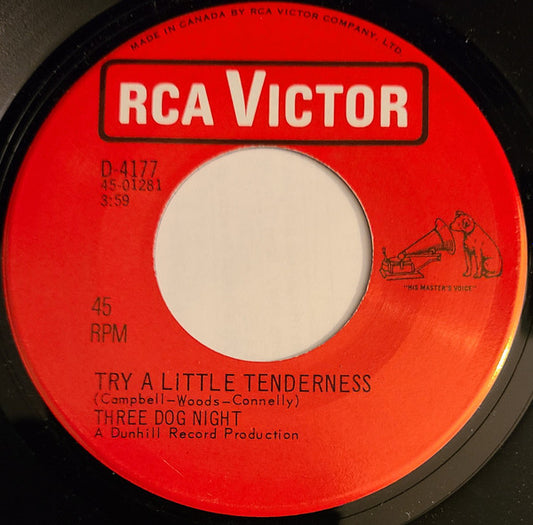 MADE IN CANADA BY RCA VICTOR COMPANY, LTD.
RCA VICTOR
D-4177
45-01281
3:59
"HIS MASTER'S VOICE"
45
RPM
TRY A LITTLE TENDERNESS
(Campbell—Woods—Connelly)
THREE DOG NIGHT
A Dunhill Record Production